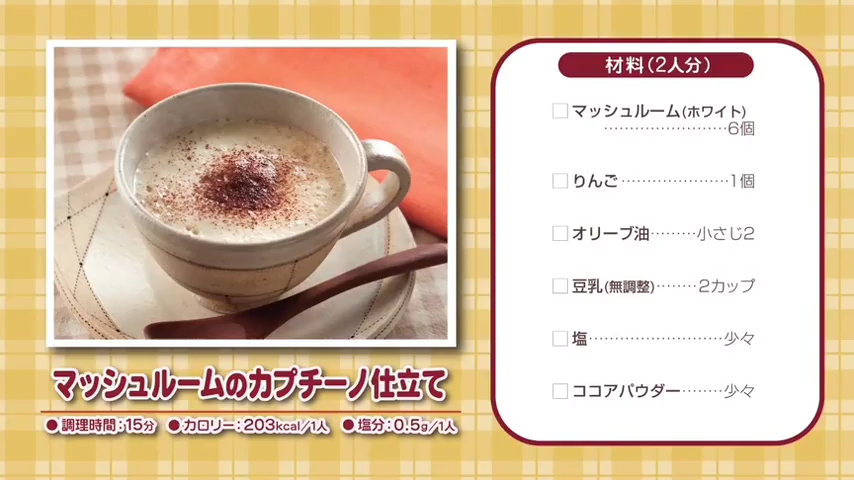 マッシュルームのカプチーノ仕立て
●調理時間:15分 ●カロリー:203kcal/1人 ●塩分:0.5g/1人
材料(2人分)
マッシュルーム(ホワイト)
························6個
りんご·····················1個
オリーブ油·········小さじ2
豆乳(無調整)········2カップ
塩···························少々
ココアパウダー········少々